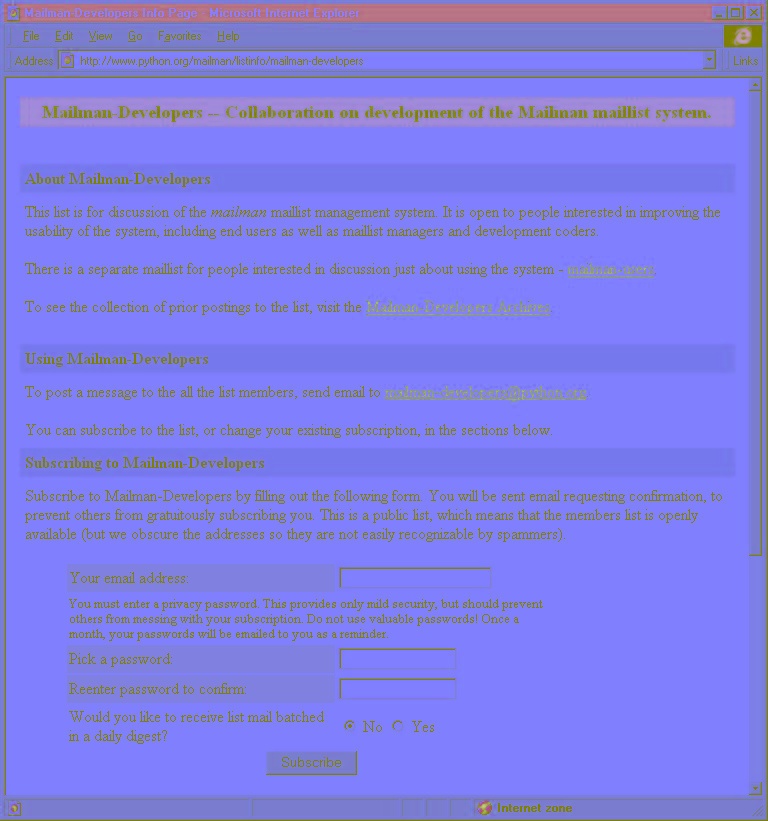 Mailman-Developers Info Page - Microsoft Internet Explorer
File Edit View Go Favorites Help
Address http://www.python.org/mailman/listinfo/mailman-developers Links
Mailman-Developers -- Collaboration on development of the Mailman maillist system.
About Mailman-Developers
This list is for discussion of the mailman maillist management system. It is open to people interested in improving the
usability of the system, including end users as well as maillist managers and development coders.
There is a separate maillist for people interested in discussion just about using the system - mailman-users.
To see the collection of prior postings to the list, visit the Mailman-Developers Archives.
Using Mailman-Developers
To post a message to the all the list members, send email to mailman-developers@python.org
You can subscribe to the list, or change your existing subscription, in the sections below.
Subscribing to Mailman-Developers
Subscribe to Mailman-Developers by filling out the following form. You will be sent email requesting confirmation, to
prevent others from gratuitously subscribing you. This is a public list, which means that the members list is openly
available (but we obscure the addresses so they are not easily recognizable by spammers).
Your email address:
You must enter a privacy password. This provides only mild security, but should prevent
others from messing with your subscription. Do not use valuable passwords! Once a
month, your passwords will be emailed to you as a reminder.
Pick a password:
Reenter password to confirm:
Would you like to receive list mail batched
in a daily digest? No Yes
Subscribe
Internet zone